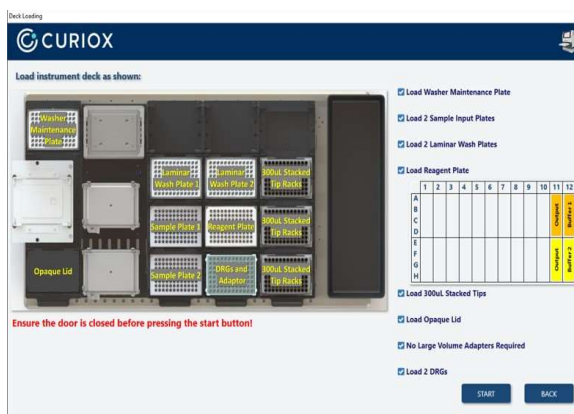 Deck Loading
CURIOX
Load instrument deck as shown:
Washer
Maintenance
Plate
Laminar
Wash Plate 1
Laminar
Wash Plate 2
300uL Stacked
Tip Racks
Sample Plate 1
Reagent Plate
300uL Stacked
Tip Racks
Opaque Lid
Sample Plate 2
DRGs and
Adaptor
300uL Stacked
Tip Racks
Ensure the door is closed before pressing the start button!
Load Washer Maintenance Plate
Load 2 Sample Input Plates
Load 2 Laminar Wash Plates
Load Reagent Plate
1 2 3 4 5 6 7 8 9 10 11 12
A
B
C
D
E
F
G
H
Output
Buffer 1
Output
Buffer 2
Load 300uL Stacked Tips
Load Opaque Lid
No Large Volume Adapters Required
Load 2 DRGs
START
BACK